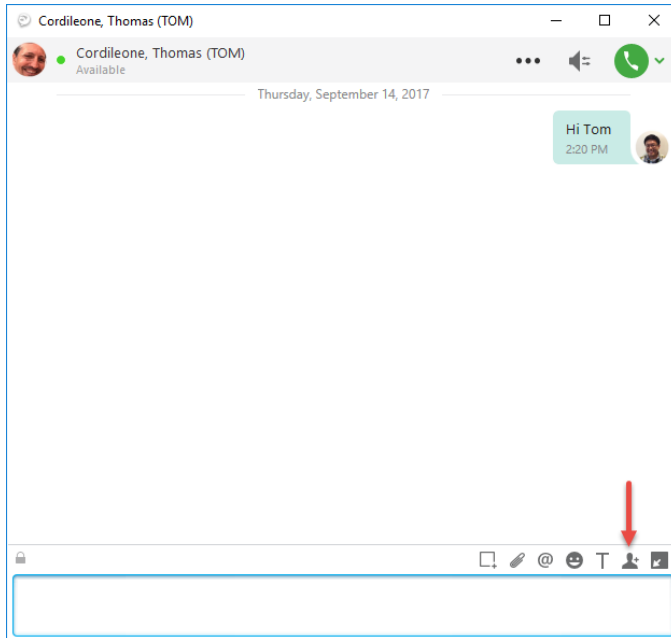 Cordileone, Thomas (TOM)
Cordileone, Thomas (TOM)
Available
Thursday, September 14, 2017
Hi Tom
2:20 PM
@
T